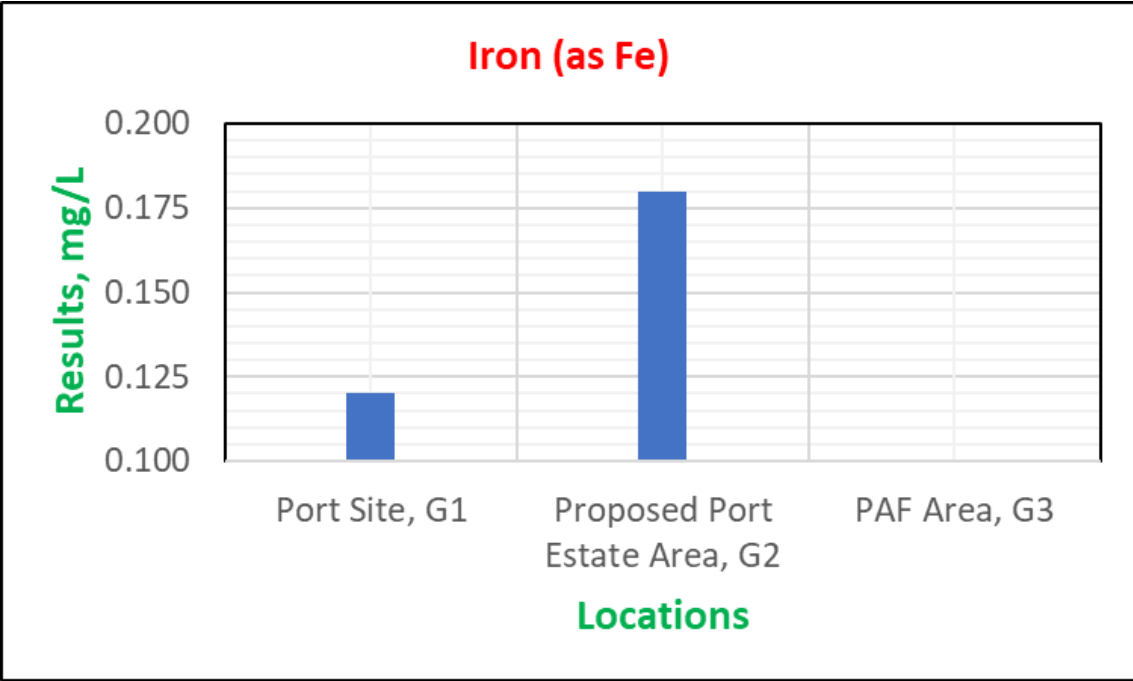 Iron (as Fe)
Results, mg/L
0.200
0.175
0.150
0.125
0.100
Port Site, G1
Proposed Port
Estate Area, G2
PAF Area, G3
Locations